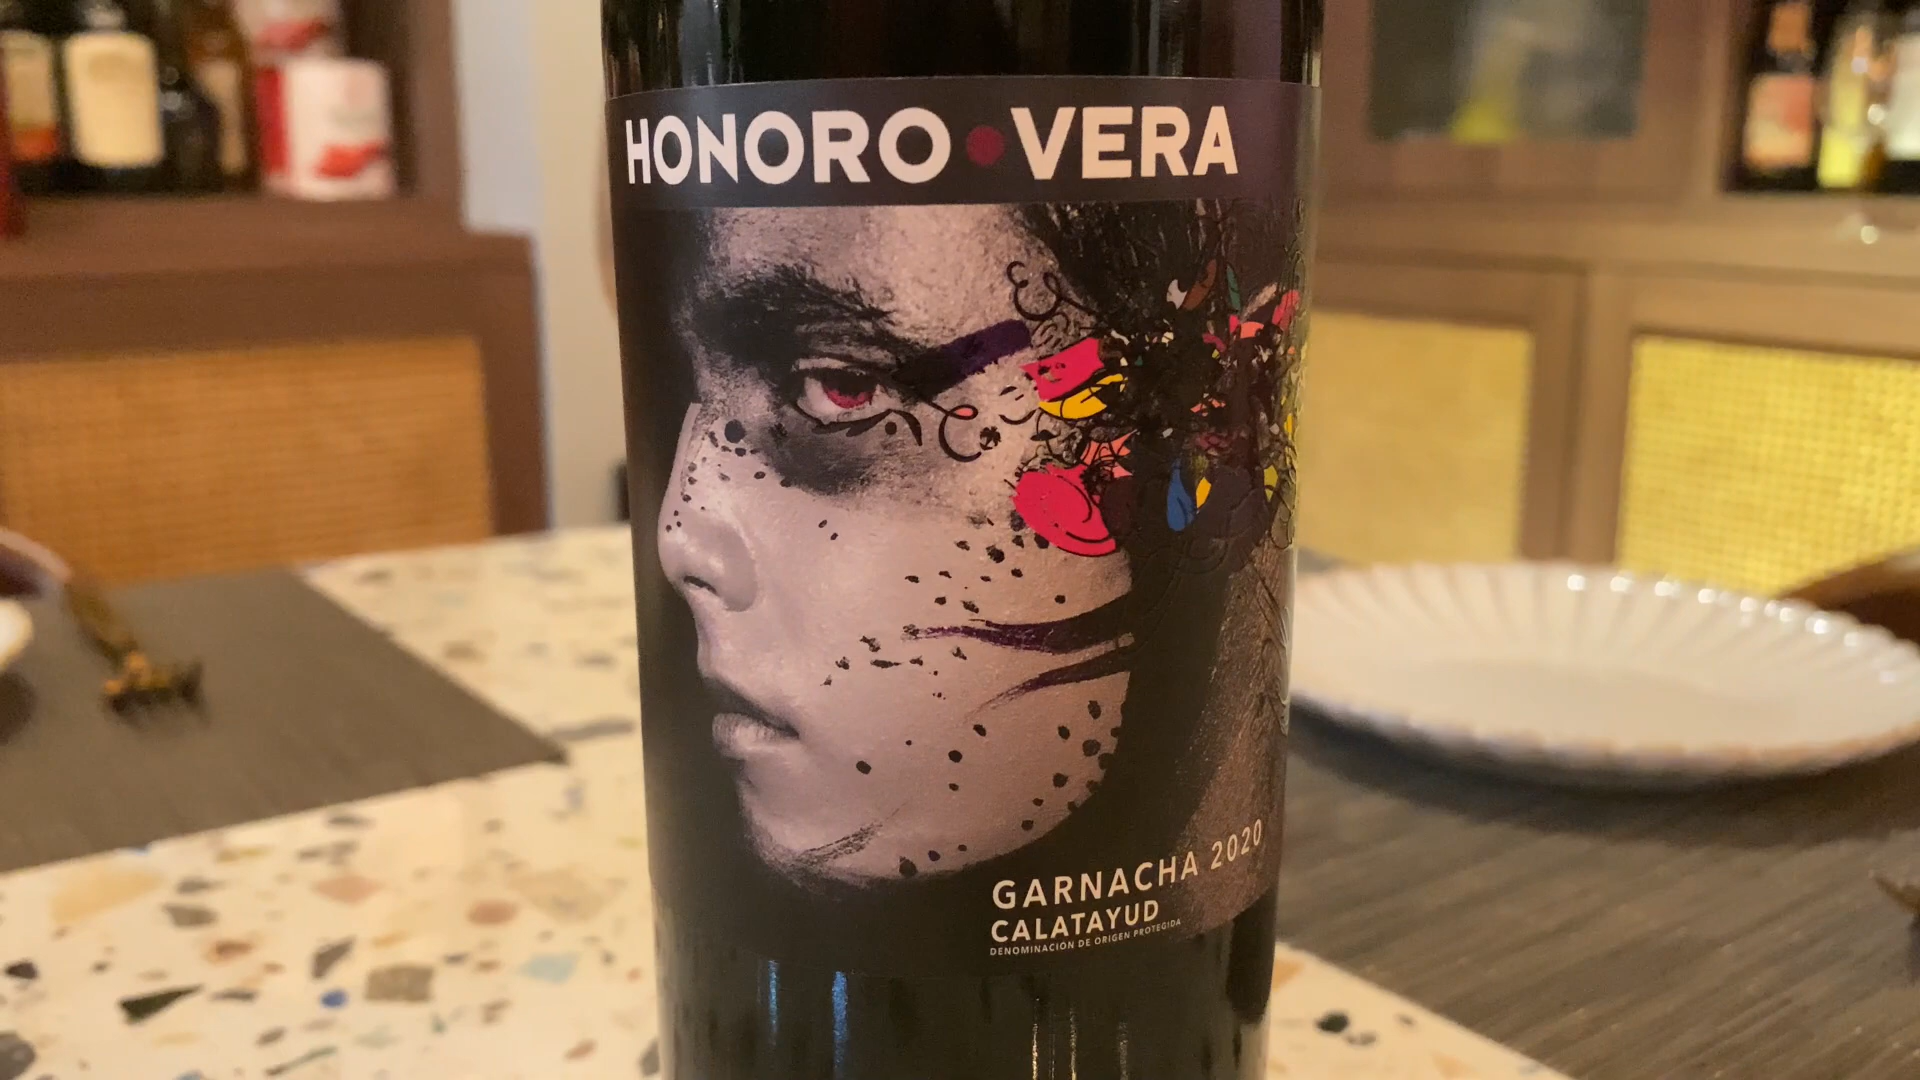 HONORO • VERA
GARNACHA 2020
CALATAYUD
DENOMINACIÓN DE ORIGEN PROTEGIDA